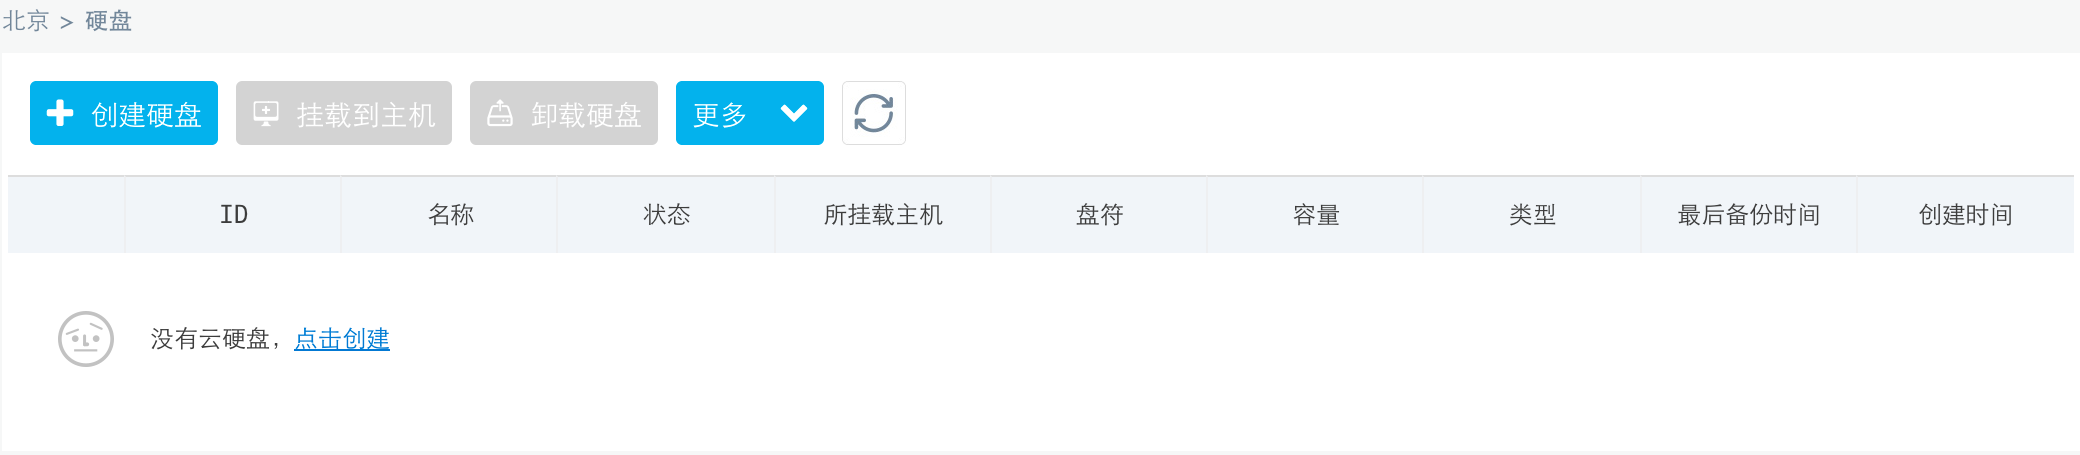 北京 > 硬盘
创建硬盘 挂载到主机 卸载硬盘 更多
ID 名称 状态 所挂载主机 盘符 容量 类型 最后备份时间 创建时间
没有云硬盘，点击创建